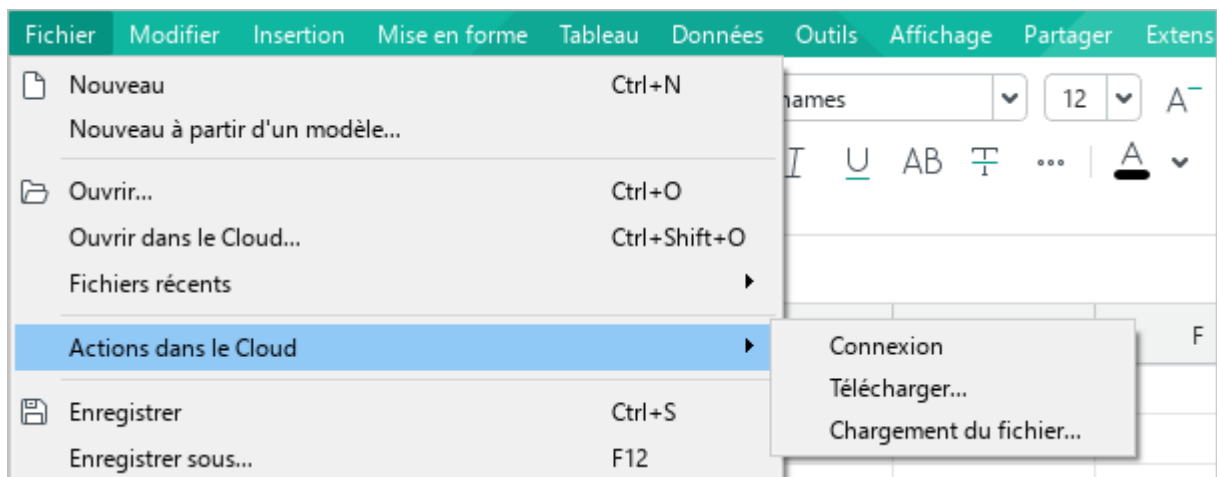 Fichier Modifier Insertion Mise en forme Tableau Données Outils Affichage Partager Extens
Nouveau Ctrl+N
names 12 A
Nouveau à partir d'un modèle...
I U AB T
A
Ouvrir... Ctrl+O
Ouvrir dans le Cloud... Ctrl+Shift+O
Fichiers récents
Actions dans le Cloud
Connexion
F
Télécharger...
Enregistrer Ctrl+S
Chargement du fichier...
Enregistrer sous... F12